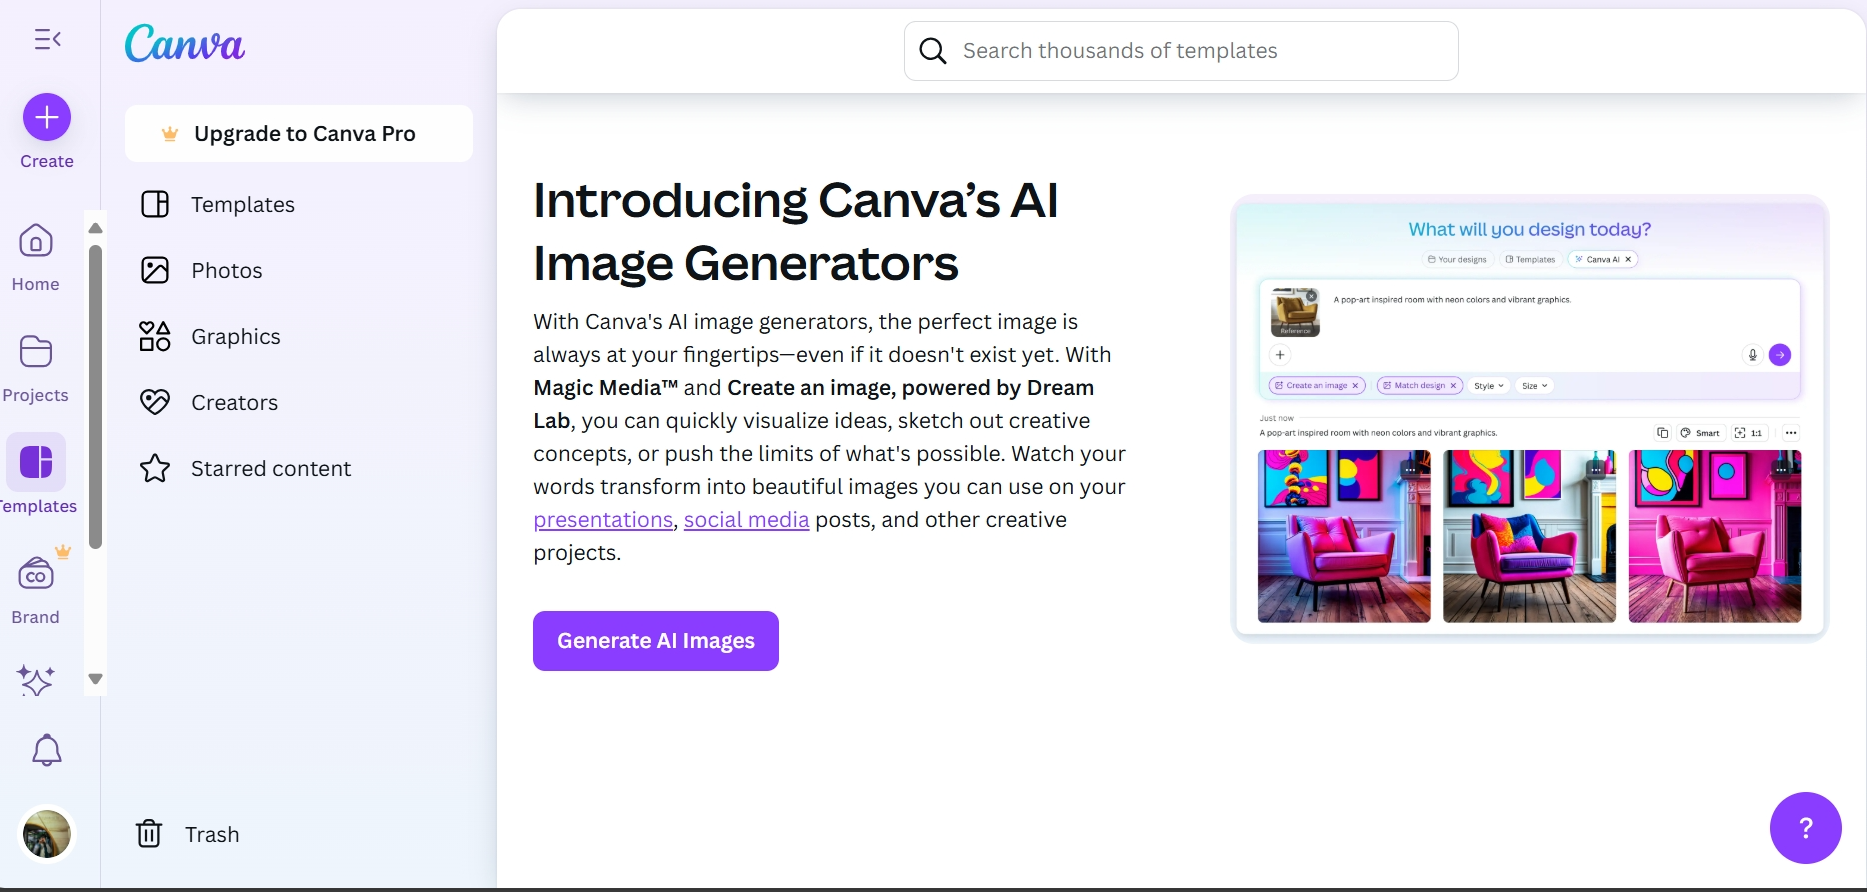 Create
Home
Projects
Templates
Brand
CO
Canva
Upgrade to Canva Pro
Templates
Photos
Graphics
Creators
Starred content
Trash
Search thousands of templates
Introducing Canva's AI
Image Generators
With Canva's AI image generators, the perfect image is
always at your fingertips—even if it doesn't exist yet. With
Magic Media™ and Create an image, powered by Dream
Lab, you can quickly visualize ideas, sketch out creative
concepts, or push the limits of what's possible. Watch your
words transform into beautiful images you can use on your
presentations, social media posts, and other creative
projects.
Generate AI Images
What will you design today?
Your designs Templates Canva AI
A pop-art inspired room with neon colors and vibrant graphics.
Reference
Create an image Match design Style Size
Just now
A pop-art inspired room with neon colors and vibrant graphics.
Smart 1:1
?